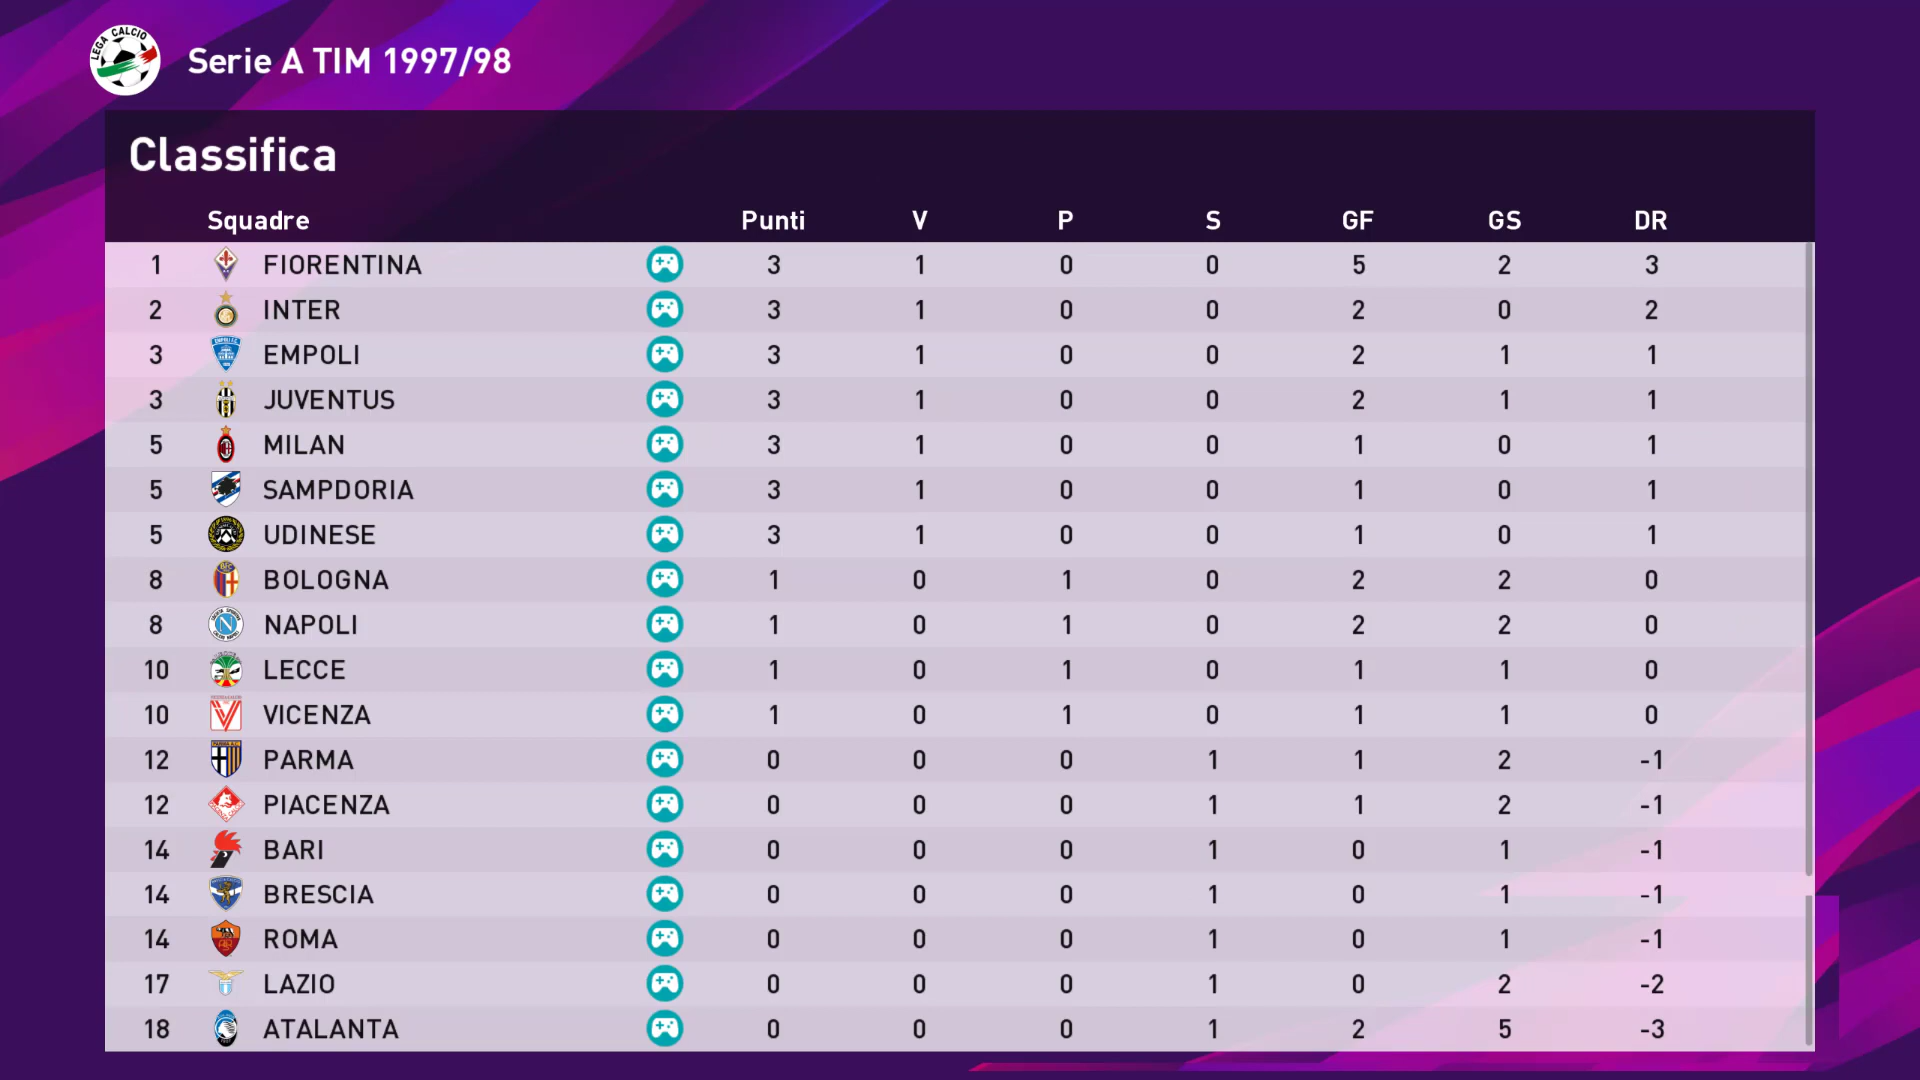 LEGA CALCIO
Serie A TIM 1997/98
Classifica
Squadre Punti V P S GF GS DR
1 FIORENTINA 3 1 0 0 5 2 3
2 INTER 3 1 0 0 2 0 2
3 EMPOLI 3 1 0 0 2 1 1
3 JUVENTUS 3 1 0 0 2 1 1
5 MILAN 3 1 0 0 1 0 1
5 SAMPDORIA 3 1 0 0 1 0 1
5 UDINESE 3 1 0 0 1 0 1
8 BOLOGNA 1 0 1 0 2 2 0
8 NAPOLI 1 0 1 0 2 2 0
10 LECCE 1 0 1 0 1 1 0
10 VICENZA 1 0 1 0 1 1 0
12 PARMA 0 0 0 1 1 2 -1
12 PIACENZA 0 0 0 1 1 2 -1
14 BARI 0 0 0 1 0 1 -1
14 BRESCIA 0 0 0 1 0 1 -1
14 ROMA 0 0 0 1 0 1 -1
17 LAZIO 0 0 0 1 0 2 -2
18 ATALANTA 0 0 0 1 2 5 -3